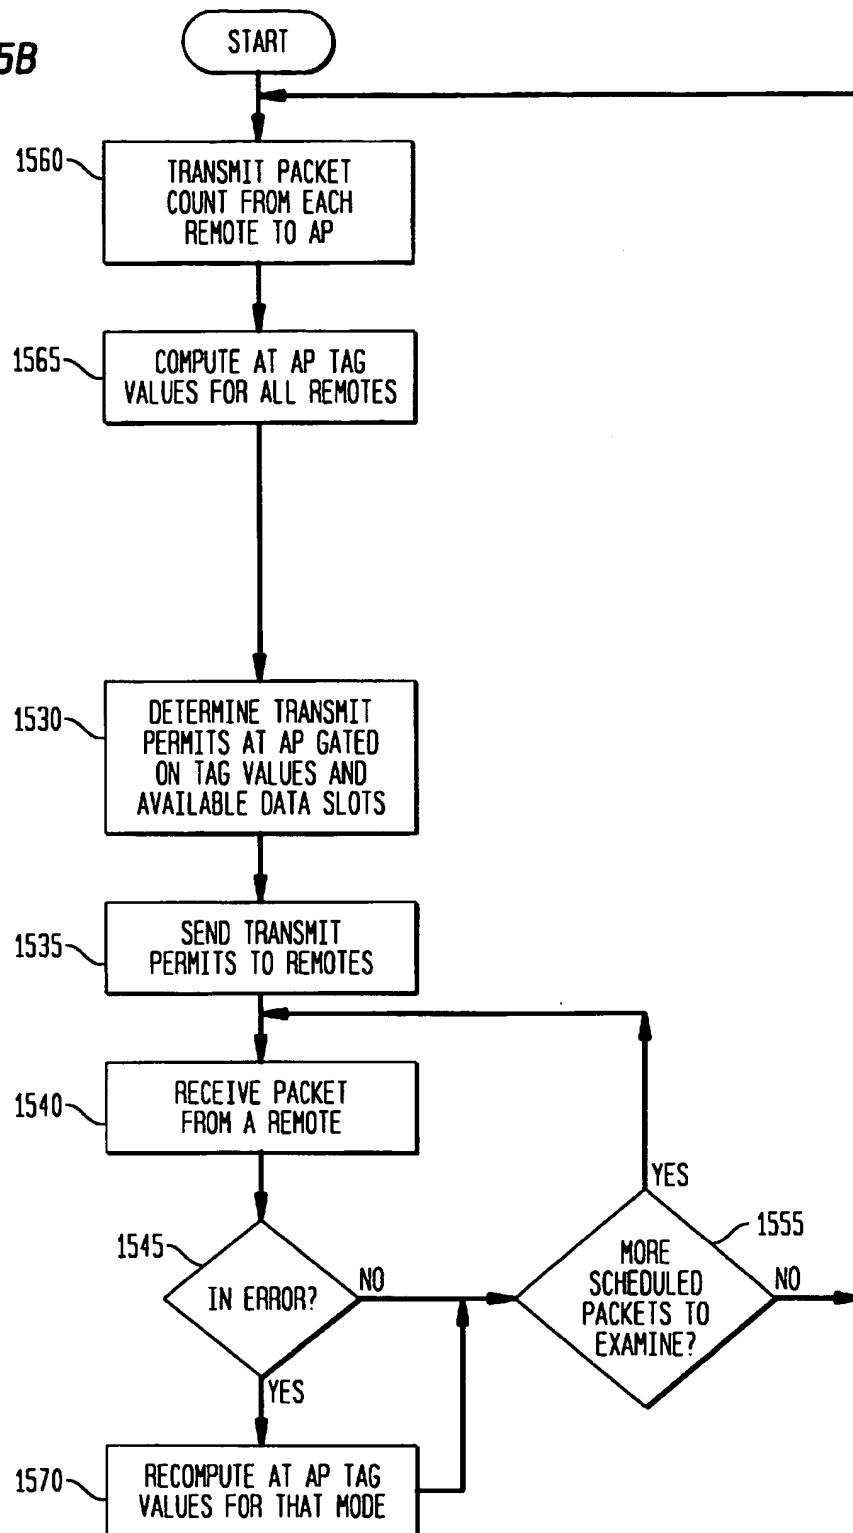 5B
START
1560
TRANSMIT PACKET
COUNT FROM EACH
REMOTE TO AP
1565
COMPUTE AT AP TAG
VALUES FOR ALL REMOTES
1530
DETERMINE TRANSMIT
PERMITS AT AP GATED
ON TAG VALUES AND
AVAILABLE DATA SLOTS
1535
SEND TRANSMIT
PERMITS TO REMOTES
1540
RECEIVE PACKET
FROM A REMOTE
YES
1555
1545
IN ERROR?
NO
MORE
SCHEDULED
PACKETS TO
EXAMINE?
NO
YES
1570
RECOMPUTE AT AP TAG
VALUES FOR THAT MODE